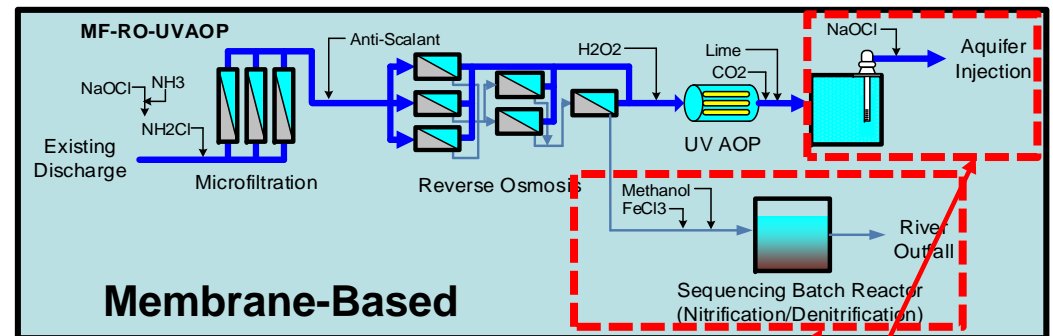 MF-RO-UVAOP
NaOCl
NH3
NH2Cl
Existing
Discharge
Microfiltration
Anti-Scalant
Reverse Osmosis
H2O2
UV AOP
Lime
CO2
NaOCl
Aquifer
Injection
Methanol
FeCl3
River
Outfall
Sequencing Batch Reactor
(Nitrification/Denitrification)
Membrane-Based